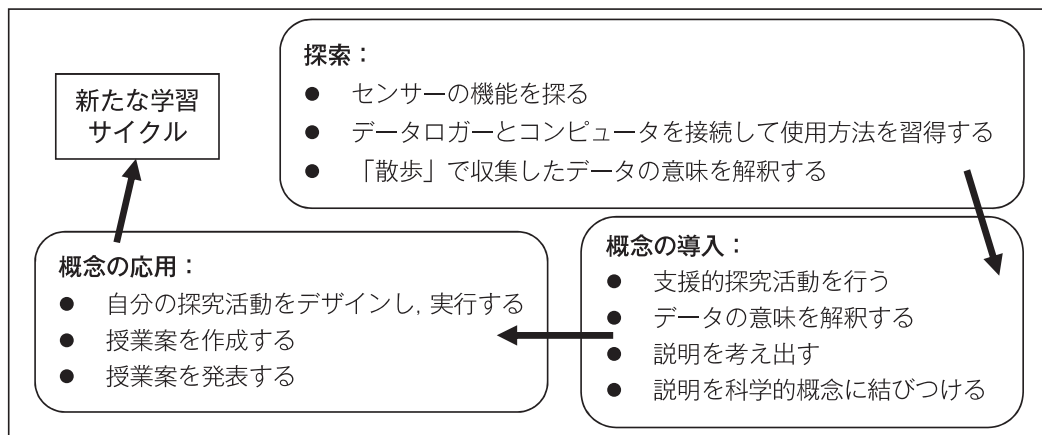 探索：
● センサーの機能を探る
● データロガーとコンピュータを接続して使用方法を習得する
● 「散歩」で収集したデータの意味を解釈する
概念の導入：
● 支援的探究活動を行う
● データの意味を解釈する
● 説明を考え出す
● 説明を科学的概念に結びつける
概念の応用：
● 自分の探究活動をデザインし, 実行する
● 授業案を作成する
● 授業案を発表する
新たな学習
サイクル